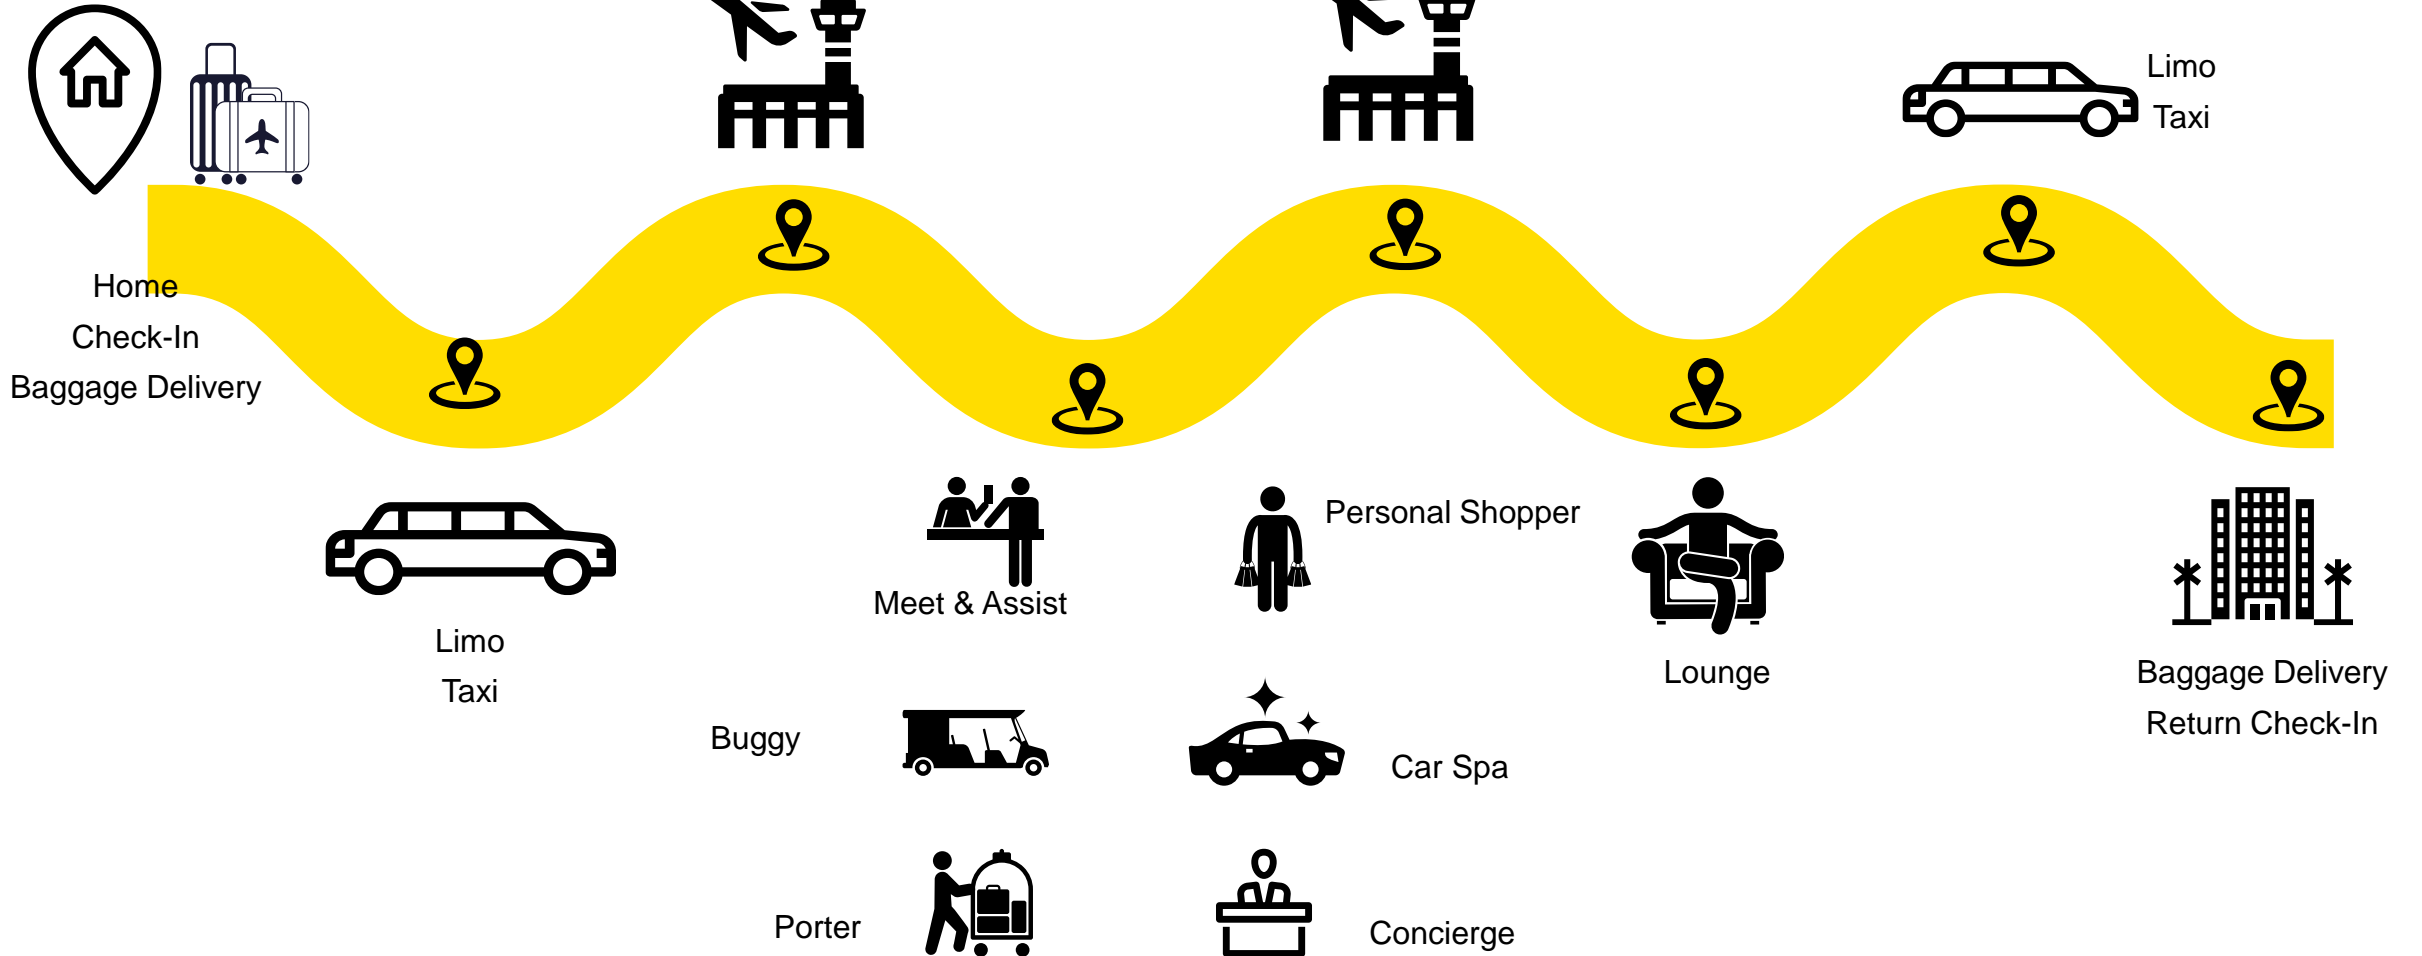 Home
Check-In
Baggage Delivery
Limo
Taxi
Meet & Assist
Personal Shopper
Buggy
Car Spa
Porter
Concierge
Lounge
Limo
Taxi
Baggage Delivery
Return Check-In